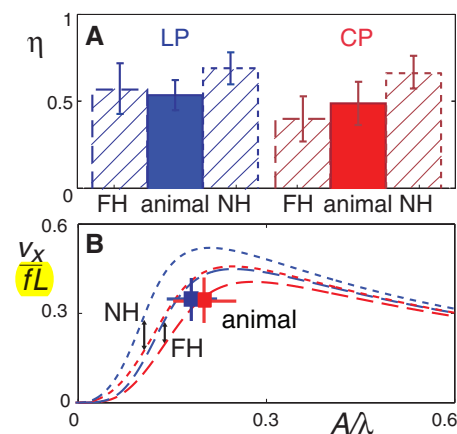 1
A
LP
CP
η
0.5
0
FH animal NH FH animal NH
0.6
B
v_x
fL
0.3
NH
FH
animal
0
0
0.3
A/λ
0.6